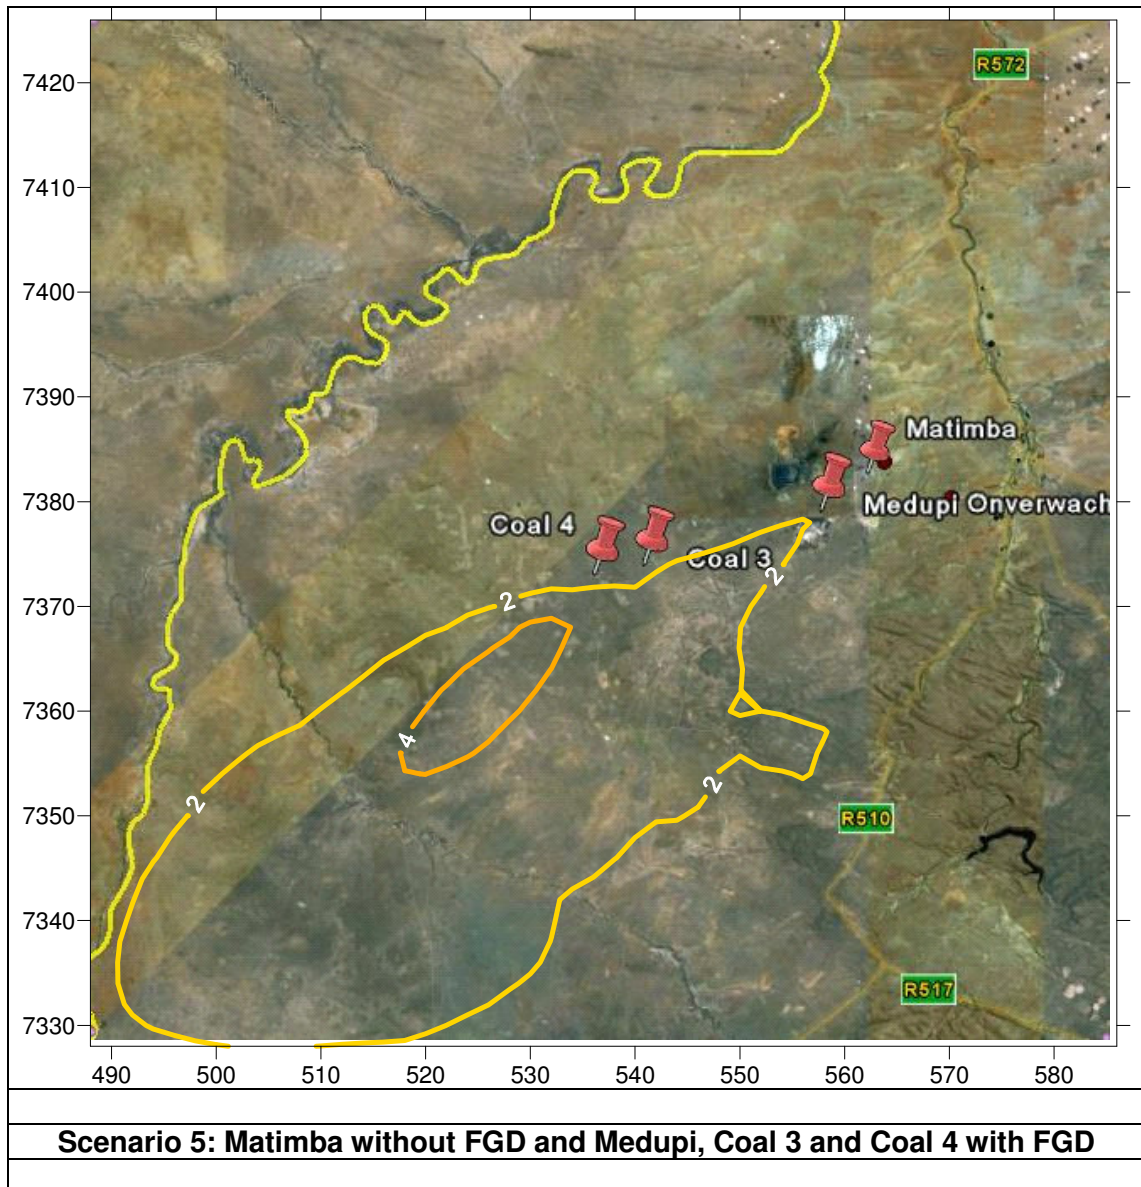 7420
R572
7410
7400
7390
Matimba
7380
Medupi Onverwach
Coal 4
Coal 3
2
7370
2
7360
4
2
2
7350
R510
7340
R517
7330
490 500 510 520 530 540 550 560 570 580
Scenario 5: Matimba without FGD and Medupi, Coal 3 and Coal 4 with FGD